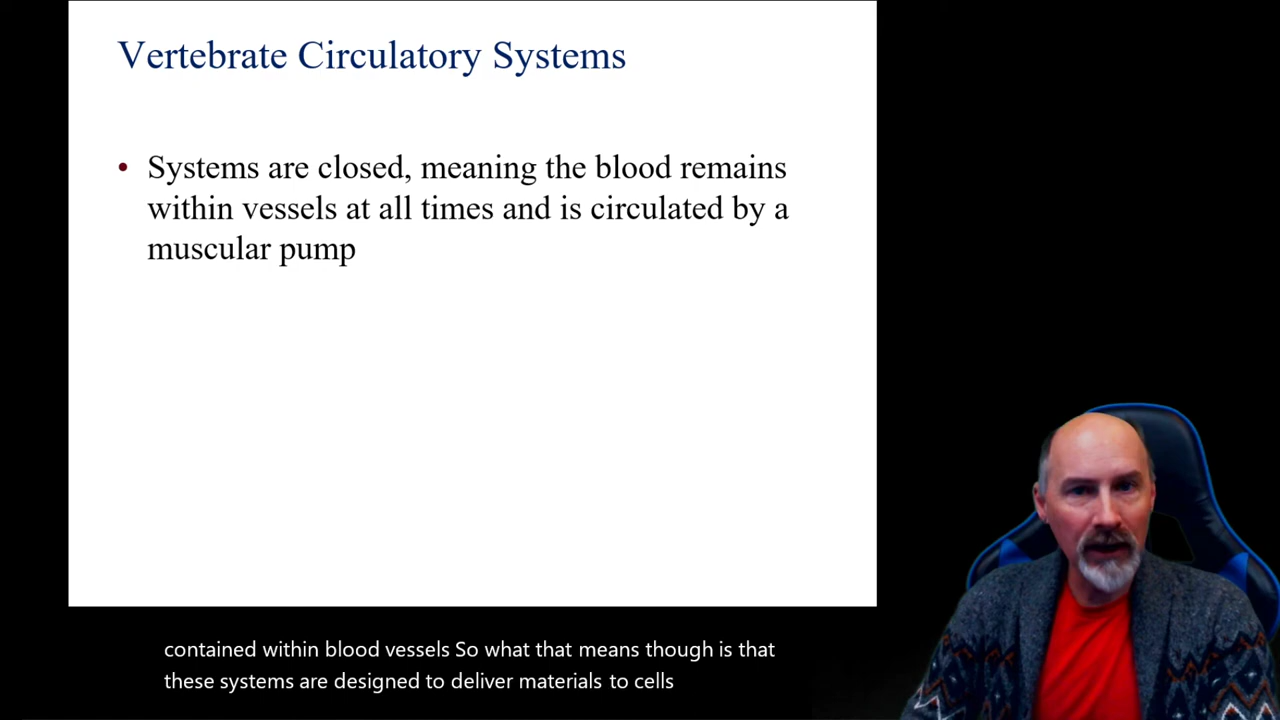 Vertebrate Circulatory Systems
• Systems are closed, meaning the blood remains
within vessels at all times and is circulated by a
muscular pump
contained within blood vessels So what that means though is that
these systems are designed to deliver materials to cells